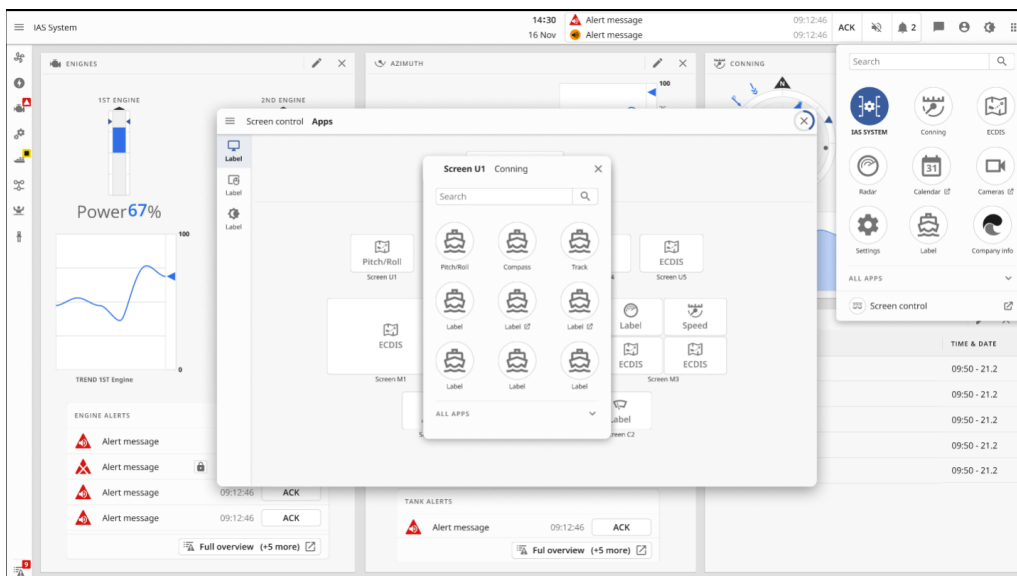 IAS System
14:30
16 Nov
Alert message 09:12:46
Alert message 09:12:46
ACK
2
ENIGNES
AZIMUTH
CONNING
1ST ENGINE
2ND ENGINE
Power67%
100
0
TREND 1ST Engine
ENGINE ALERTS
Alert message
Alert message
Alert message 09:12:46 ACK
Alert message 09:12:46 ACK
Full overview (+5 more)
9
100
N
TANK ALERTS
Alert message 09:12:46 ACK
Ful overview (+5 more)
Screen control Apps
Label
Label
Label
Pitch/Roll
Screen U1
4
ECDIS
Screen U5
ECDIS
Screen M1
Label
Speed
ECDIS
ECDIS
Screen M3
Label
Screen C2
Screen U1 Conning
Search
Pitch/Roll
Compass
Track
Label
Label
Label
Label
Label
Label
ALL APPS
Search
IAS SYSTEM
Conning
ECDIS
Radar
31
Calendar
Cameras
Settings
Label
Company info
ALL APPS
Screen control
TIME & DATE
09:50 - 21.2
09:50 - 21.2
09:50 - 21.2
09:50 - 21.2
09:50 - 21.2